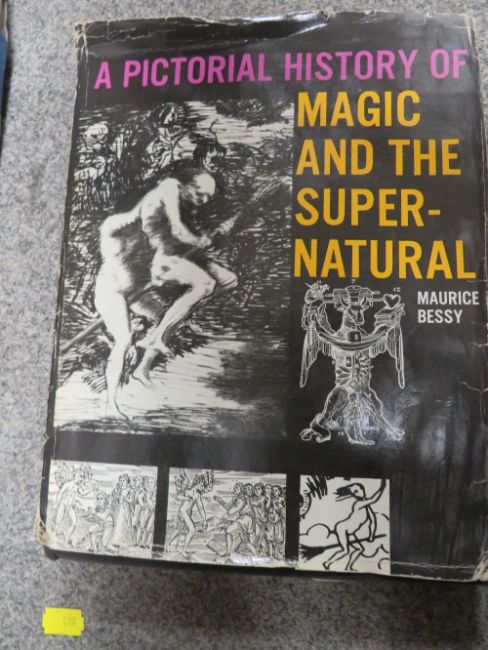 A PICTORIAL HISTORY OF
MAGIC
AND THE
SUPER-
NATURAL
MAURICE
BESSY